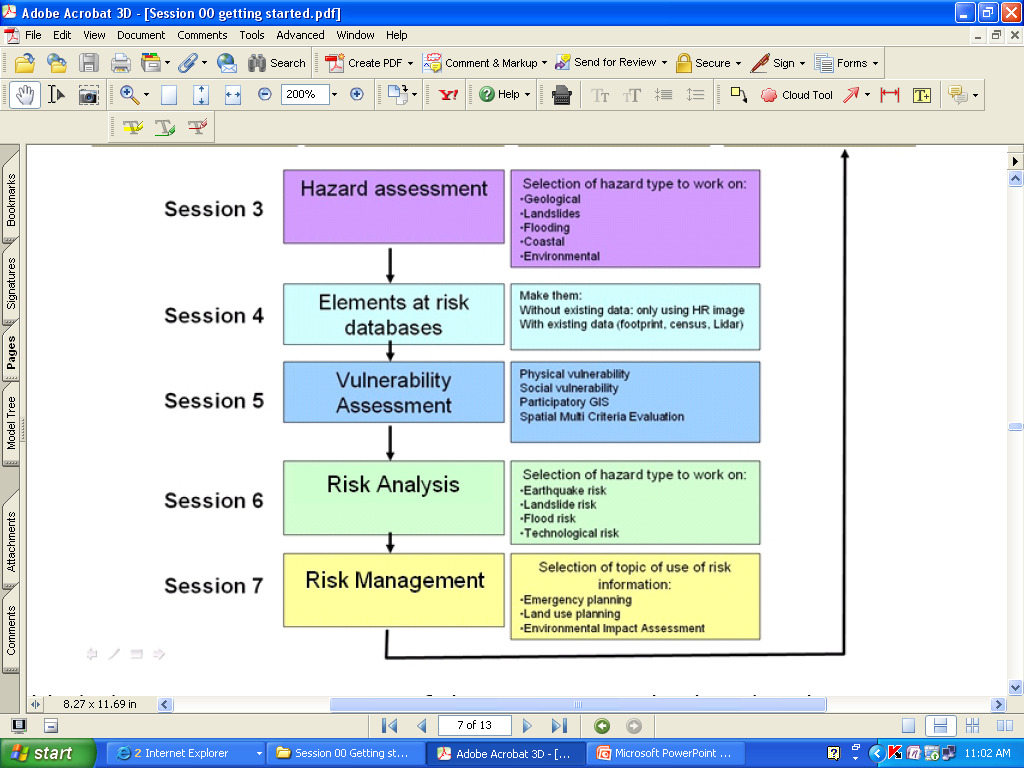 Adobe Acrobat 3D - [Session 00 getting started.pdf]
File Edit View Document Comments Tools Advanced Window Help
Search Create PDF Comment & Markup Send for Review Secure Sign Forms
200% Y! Help Cloud Tool
Bookmarks
Signatures
Pages
Model Tree
Attachments
Comments
Session 3
Hazard assessment
Selection of hazard type to work on:
•Geological
•Landslides
•Flooding
•Coastal
•Environmental
Session 4
Elements at risk
databases
Make them:
Without existing data: only using HR image
With existing data (footprint, census, Lidar)
Session 5
Vulnerability
Assessment
Physical vulnerability
Social vulnerability
Participatory GIS
Spatial Multi Criteria Evaluation
Session 6
Risk Analysis
Selection of hazard type to work on:
•Earthquake risk
•Landslide risk
•Flood risk
•Technological risk
Session 7
Risk Management
Selection of topic of use of risk
information:
•Emergency planning
•Land use planning
•Environmental Impact Assessment
8.27 x 11.69 in
7 of 13
start 2 Internet Explorer Session 00 Getting st... Adobe Acrobat 3D - [... Microsoft PowerPoint ... 11:02 AM